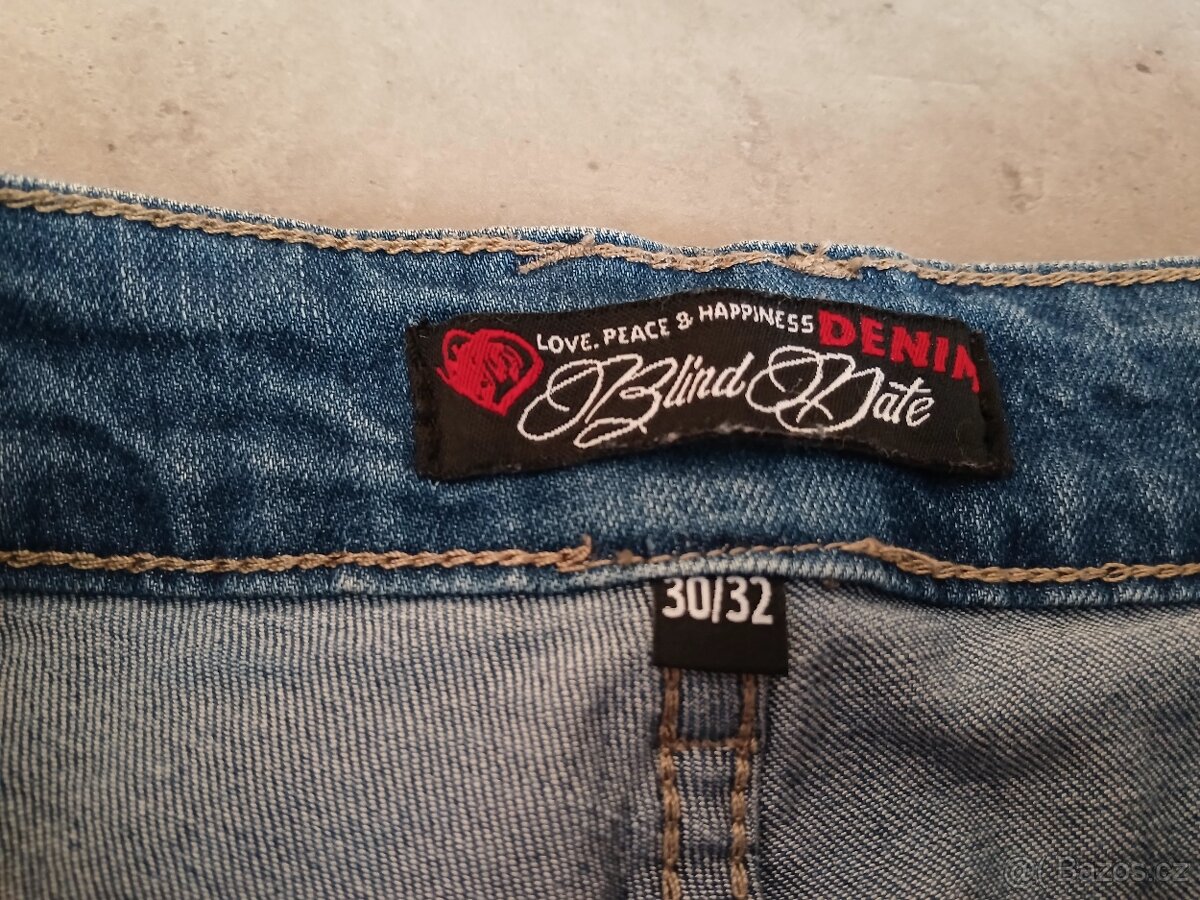 LOVE. PEACE & HAPPINESS DENIM
Blind Date
30/32
© Bazos.cz